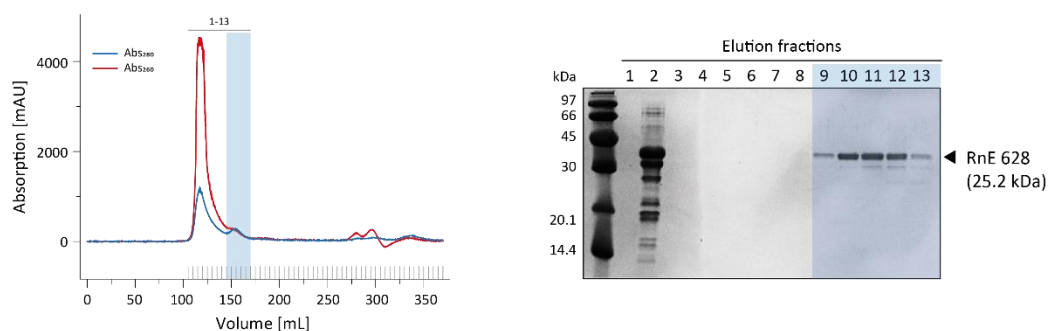 1-13
Abs₂₈₀
Abs₂₆₀
4000
2000
0
Absorption [mAU]
0 50 100 150 200 250 300 350
Volume [mL]
Elution fractions
kDa 1 2 3 4 5 6 7 8 9 10 11 12 13
97
66
45
30
20.1
14.4
RnE 628
(25.2 kDa)